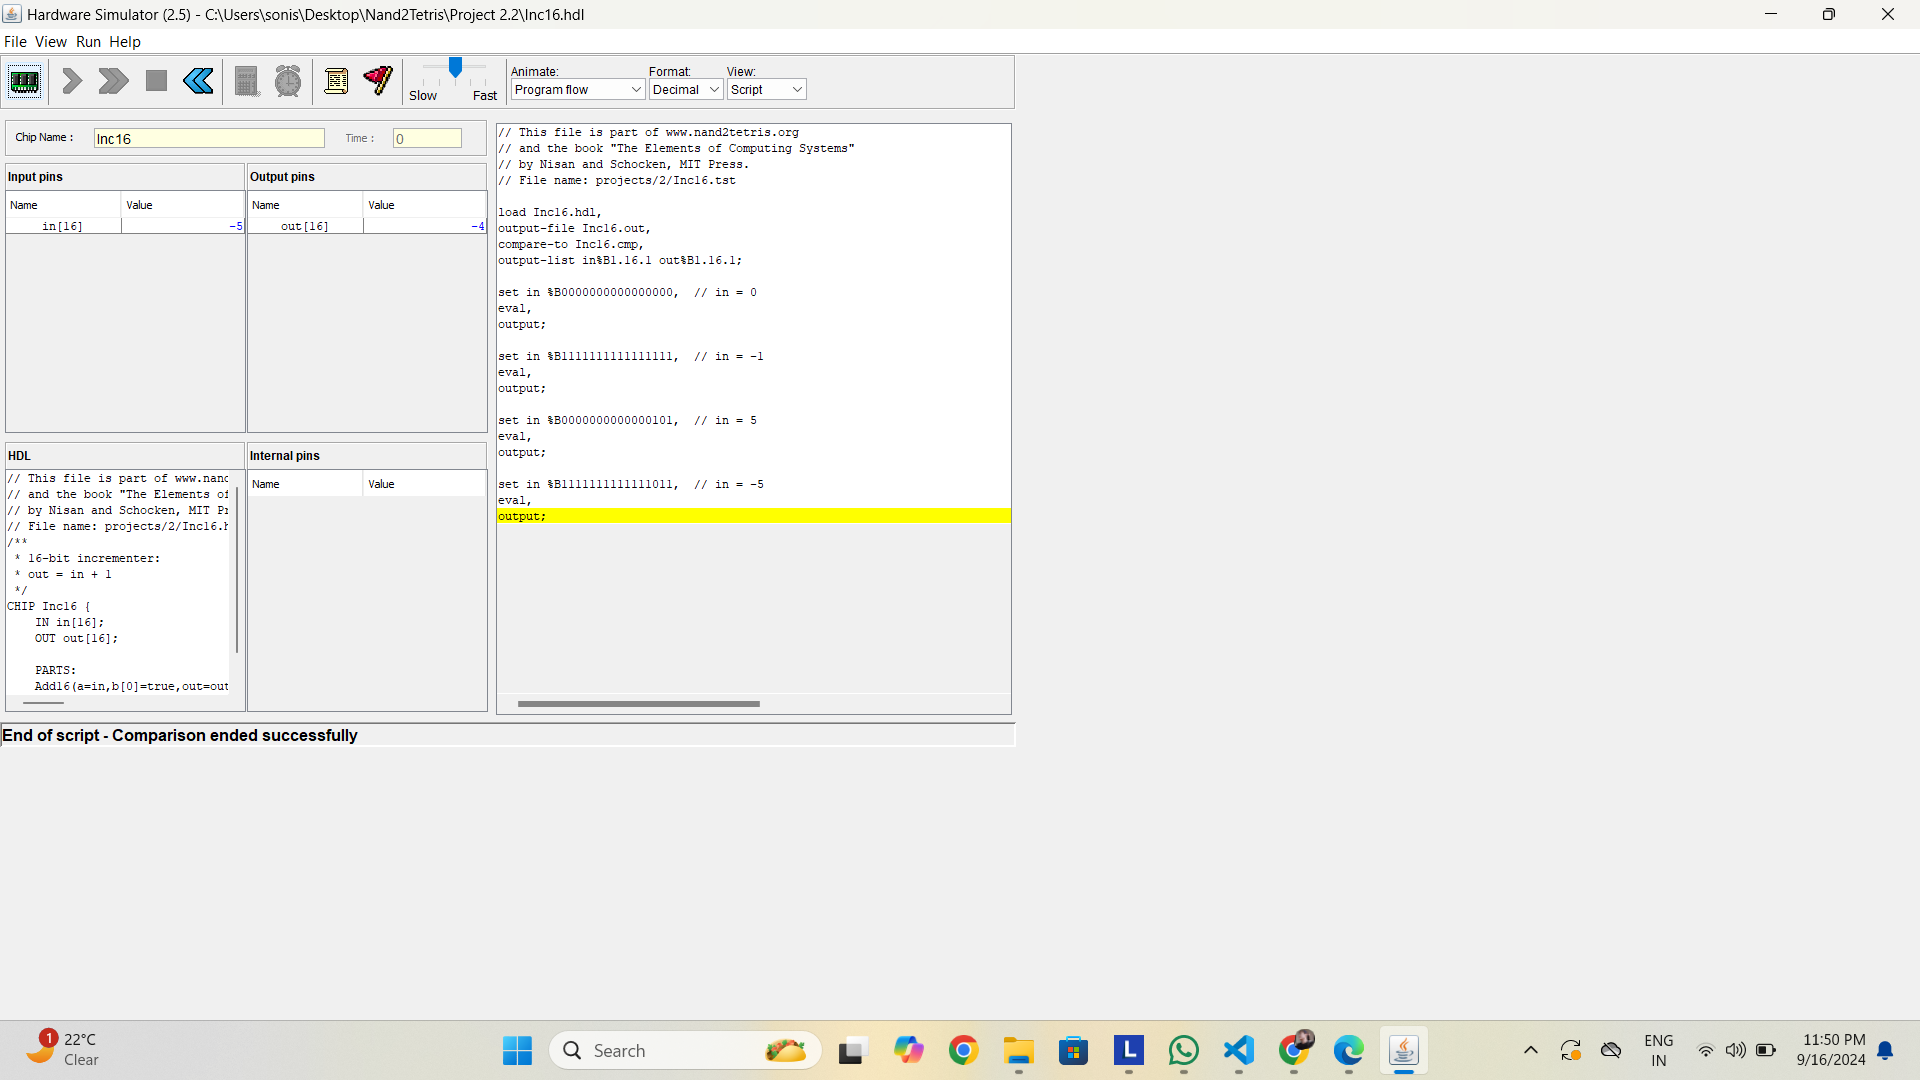 Hardware Simulator (2.5) - C:\Users\sonis\Desktop\Nand2Tetris\Project 2.2\Inc16.hdl
File View Run Help
Slow Fast
Animate:
Program flow
Format:
Decimal
View:
Script
Chip Name : Inc16 Time : 0
Input pins
Name Value
in[16] -5
Output pins
Name Value
out[16] -4
HDL
// This file is part of www.nand
// and the book "The Elements of
// by Nisan and Schocken, MIT Pr
// File name: projects/2/Inc16.h
/**
* 16-bit incrementer:
* out = in + 1
*/
CHIP Inc16 {
IN in[16];
OUT out[16];
PARTS:
Add16(a=in,b[0]=true,out=out
Internal pins
Name Value
// This file is part of www.nand2tetris.org
// and the book "The Elements of Computing Systems"
// by Nisan and Schocken, MIT Press.
// File name: projects/2/Inc16.tst
load Inc16.hdl,
output-file Inc16.out,
compare-to Inc16.cmp,
output-list in%B1.16.1 out%B1.16.1;
set in %B0000000000000000,  // in = 0
eval,
output;
set in %B1111111111111111,  // in = -1
eval,
output;
set in %B0000000000000101,  // in = 5
eval,
output;
set in %B1111111111111011,  // in = -5
eval,
output;
End of script - Comparison ended successfully
1
22°C
Clear
Search
L
ENG
IN
11:50 PM
9/16/2024